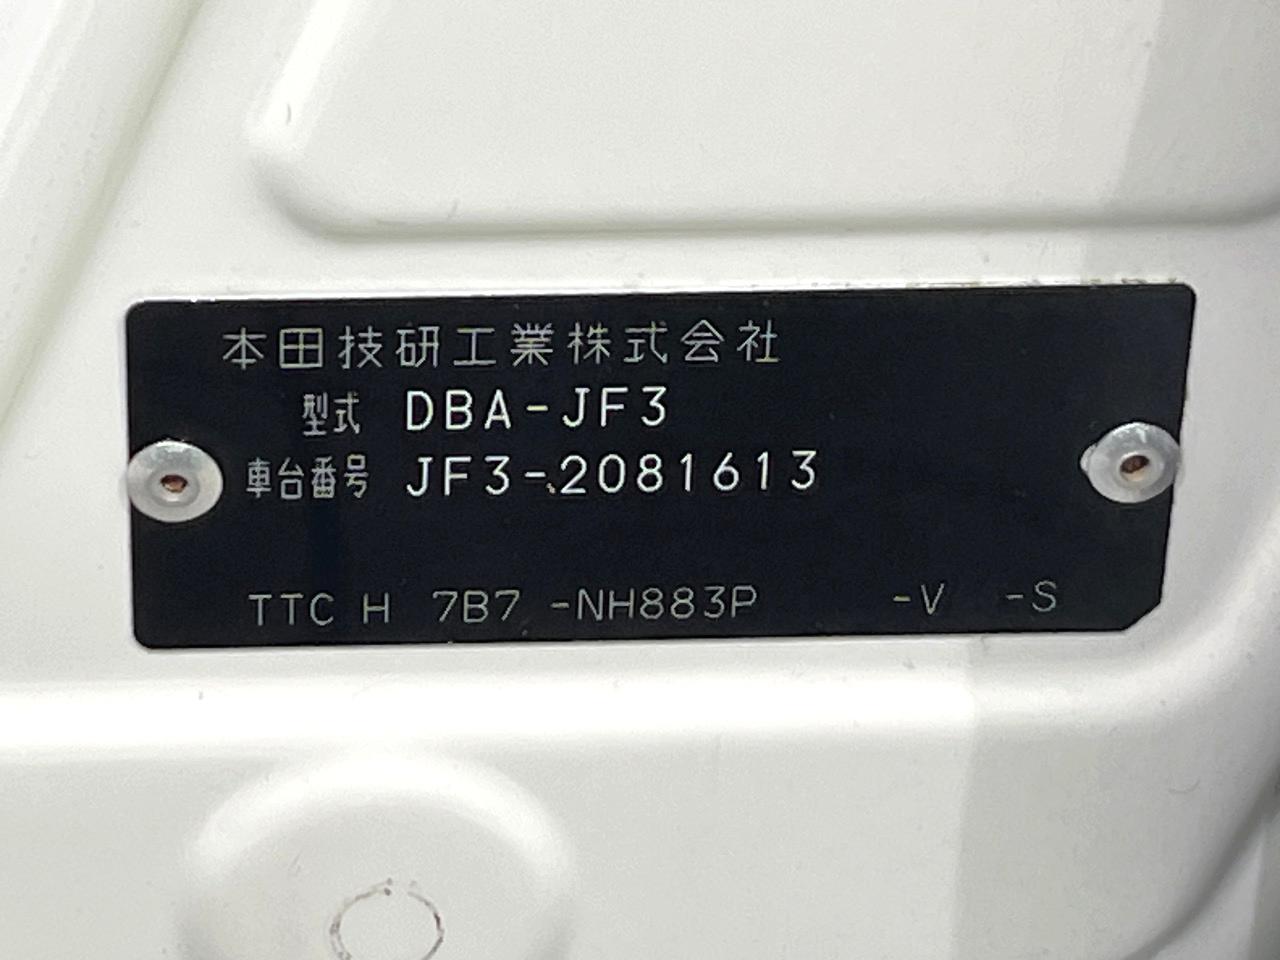 本田技研工業株式会社
型式 DBA-JF3
車台番号 JF3-2081613
TTC H 7B7 -NH883P -V -S